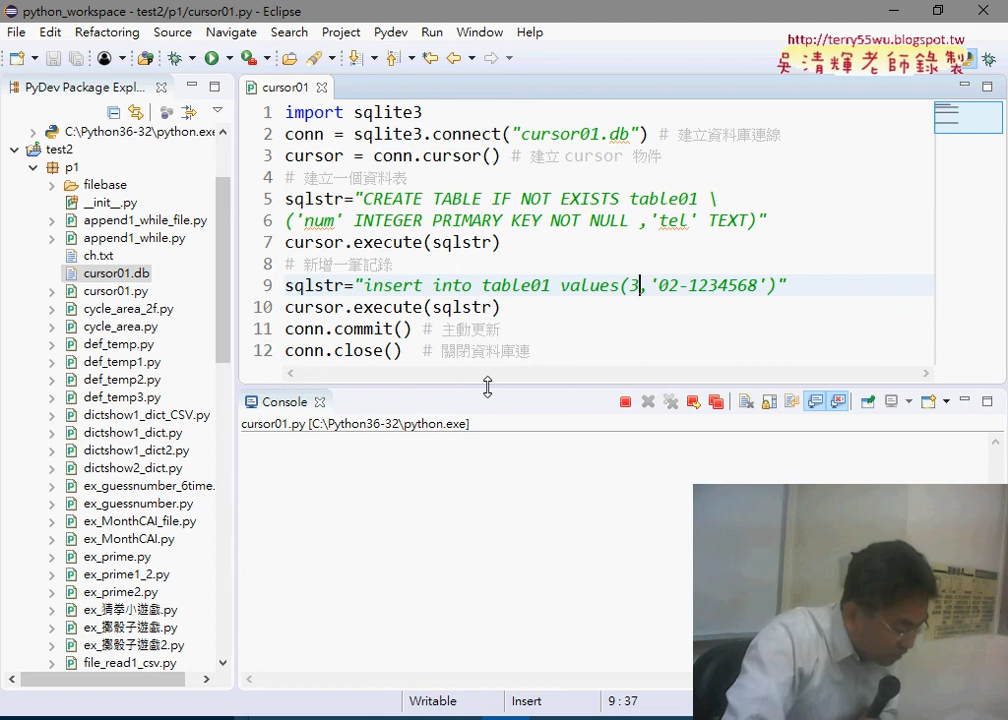 python_workspace - test2/p1/cursor01.py - Eclipse
File Edit Refactoring Source Navigate Search Project Pydev Run Window Help
http://terry55wu.blogspot.tw
吳清輝老師錄製
PyDev Package Expl...
C:\Python36-32\python.exe
test2
p1
filebase
__init__.py
append1_while_file.py
append1_while.py
ch.txt
cursor01.db
cursor01.py
cycle_area_2f.py
cycle_area.py
def_temp.py
def_temp1.py
def_temp2.py
def_temp3.py
dictshow1_dict_CSV.py
dictshow1_dict.py
dictshow1_dict2.py
dictshow2_dict.py
ex_guessnumber_6time.
ex_guessnumber.py
ex_MonthCAI_file.py
ex_MonthCAI.py
ex_prime.py
ex_prime1_2.py
ex_prime2.py
ex_猜拳小遊戲.py
ex_擲骰子遊戲.py
ex_擲骰子遊戲2.py
file_read1_csv.py
cursor01
1 import sqlite3
2 conn = sqlite3.connect("cursor01.db") # 建立資料庫連線
3 cursor = conn.cursor() # 建立 cursor 物件
4 # 建立一個資料表
5 sqlstr="CREATE TABLE IF NOT EXISTS table01 \
6 ('num' INTEGER PRIMARY KEY NOT NULL ,'tel' TEXT)"
7 cursor.execute(sqlstr)
8 # 新增一筆記錄
9 sqlstr="insert into table01 values(3,'02-1234568')"
10 cursor.execute(sqlstr)
11 conn.commit() # 主動更新
12 conn.close() # 關閉資料庫連
Console
cursor01.py [C:\Python36-32\python.exe]
Writable Insert 9 : 37